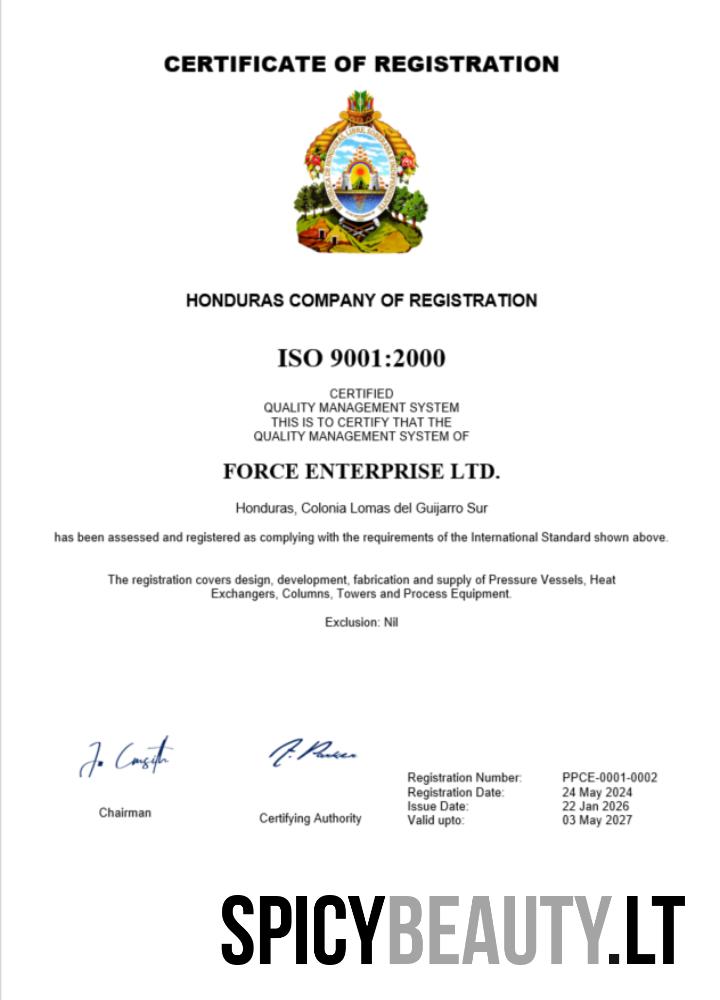 CERTIFICATE OF REGISTRATION
HONDURAS COMPANY OF REGISTRATION
ISO 9001:2000
CERTIFIED
QUALITY MANAGEMENT SYSTEM
THIS IS TO CERTIFY THAT THE
QUALITY MANAGEMENT SYSTEM OF
FORCE ENTERPRISE LTD.
Honduras, Colonia Lomas del Guijarro Sur
has been assessed and registered as complying with the requirements of the International Standard shown above.
The registration covers design, development, fabrication and supply of Pressure Vessels, Heat
Exchangers, Columns, Towers and Process Equipment.
Exclusion: Nil
Chairman
Certifying Authority
Registration Number: PPCE-0001-0002
Registration Date: 24 May 2024
Issue Date: 22 Jan 2026
Valid upto: 03 May 2027
SPICYBEAUTY.LT